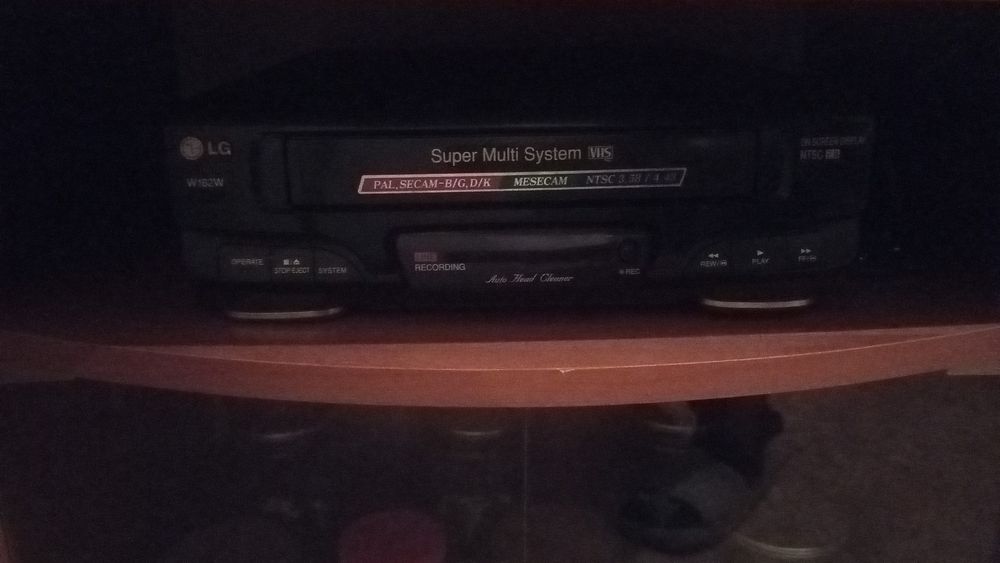 LG
W162W
Super Multi System VHS
PAL,SECAM-B/G,D/K MESECAM NTSC 3.58 / 4.43
ON SCREEN DISPLAY
NTSC
OPERATE
STOP/EJECT
SYSTEM
RECORDING
Auto Head Cleaner
REC
REW/
PLAY
FF/